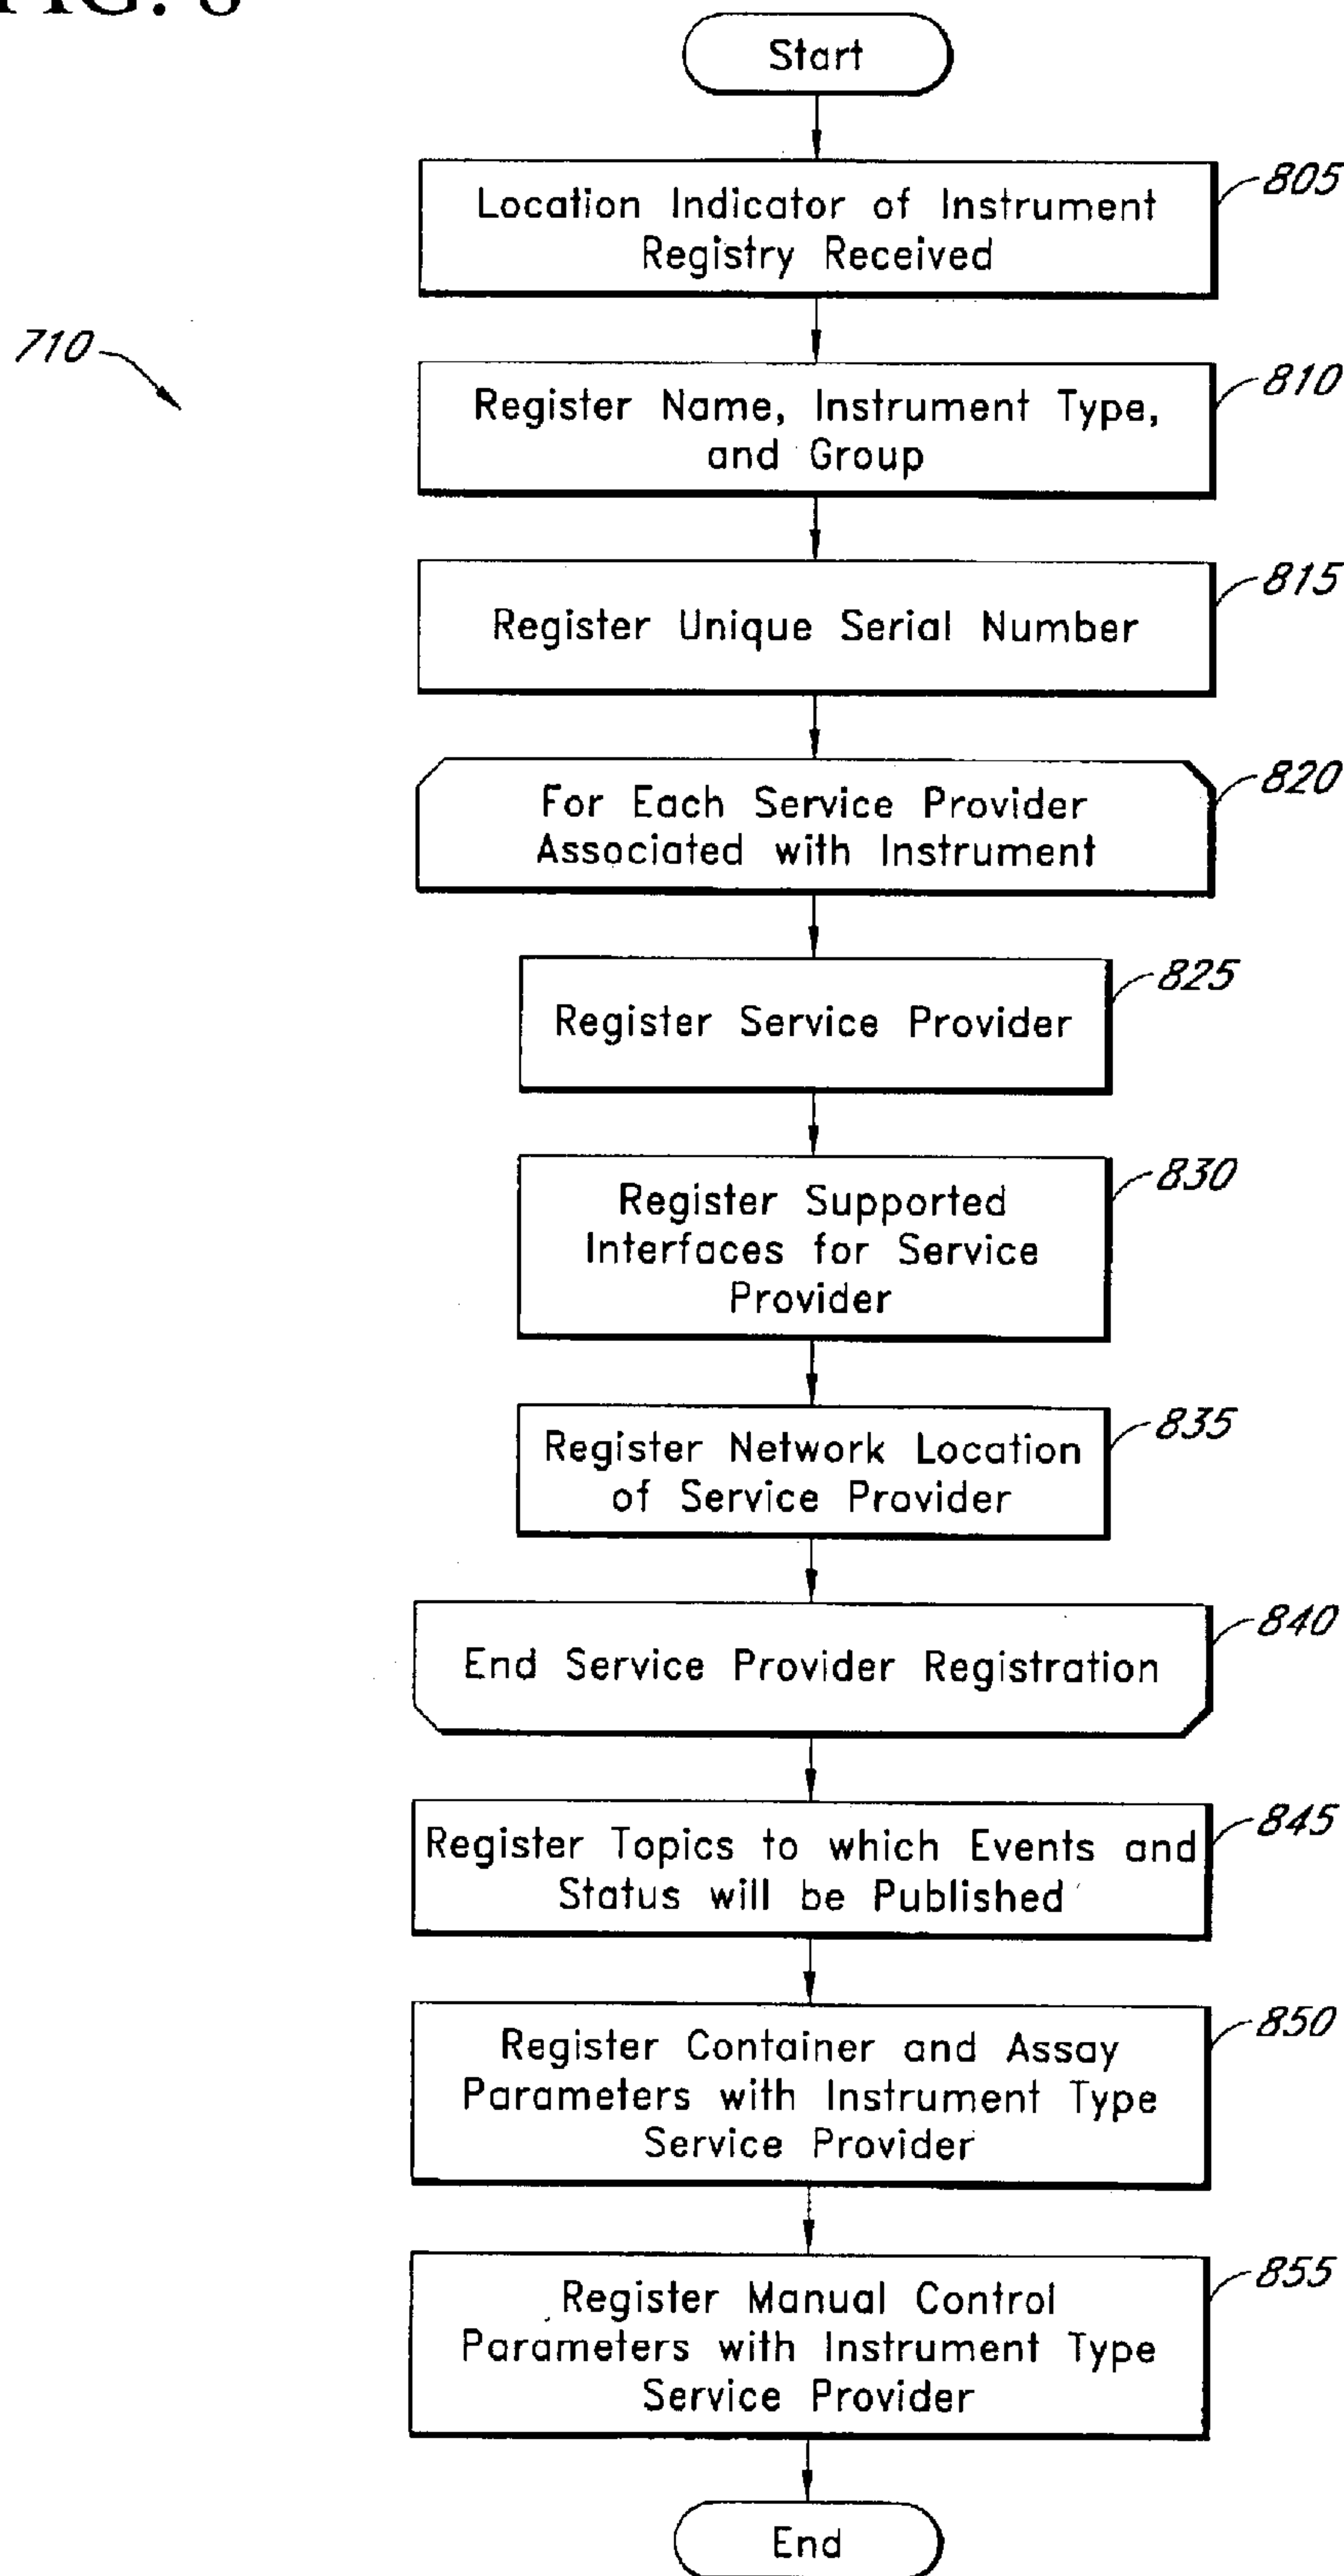 FIG. 8
Start
Location Indicator of Instrument
Registry Received
805
710
Register Name, Instrument Type,
and Group
810
Register Unique Serial Number
815
For Each Service Provider
Associated with Instrument
820
Register Service Provider
825
Register Supported
Interfaces for Service
Provider
830
Register Network Location
of Service Provider
835
End Service Provider Registration
840
Register Topics to which Events and
Status will be Published
845
Register Container and Assay
Parameters with Instrument Type
Service Provider
850
Register Manual Control
Parameters with Instrument Type
Service Provider
855
End